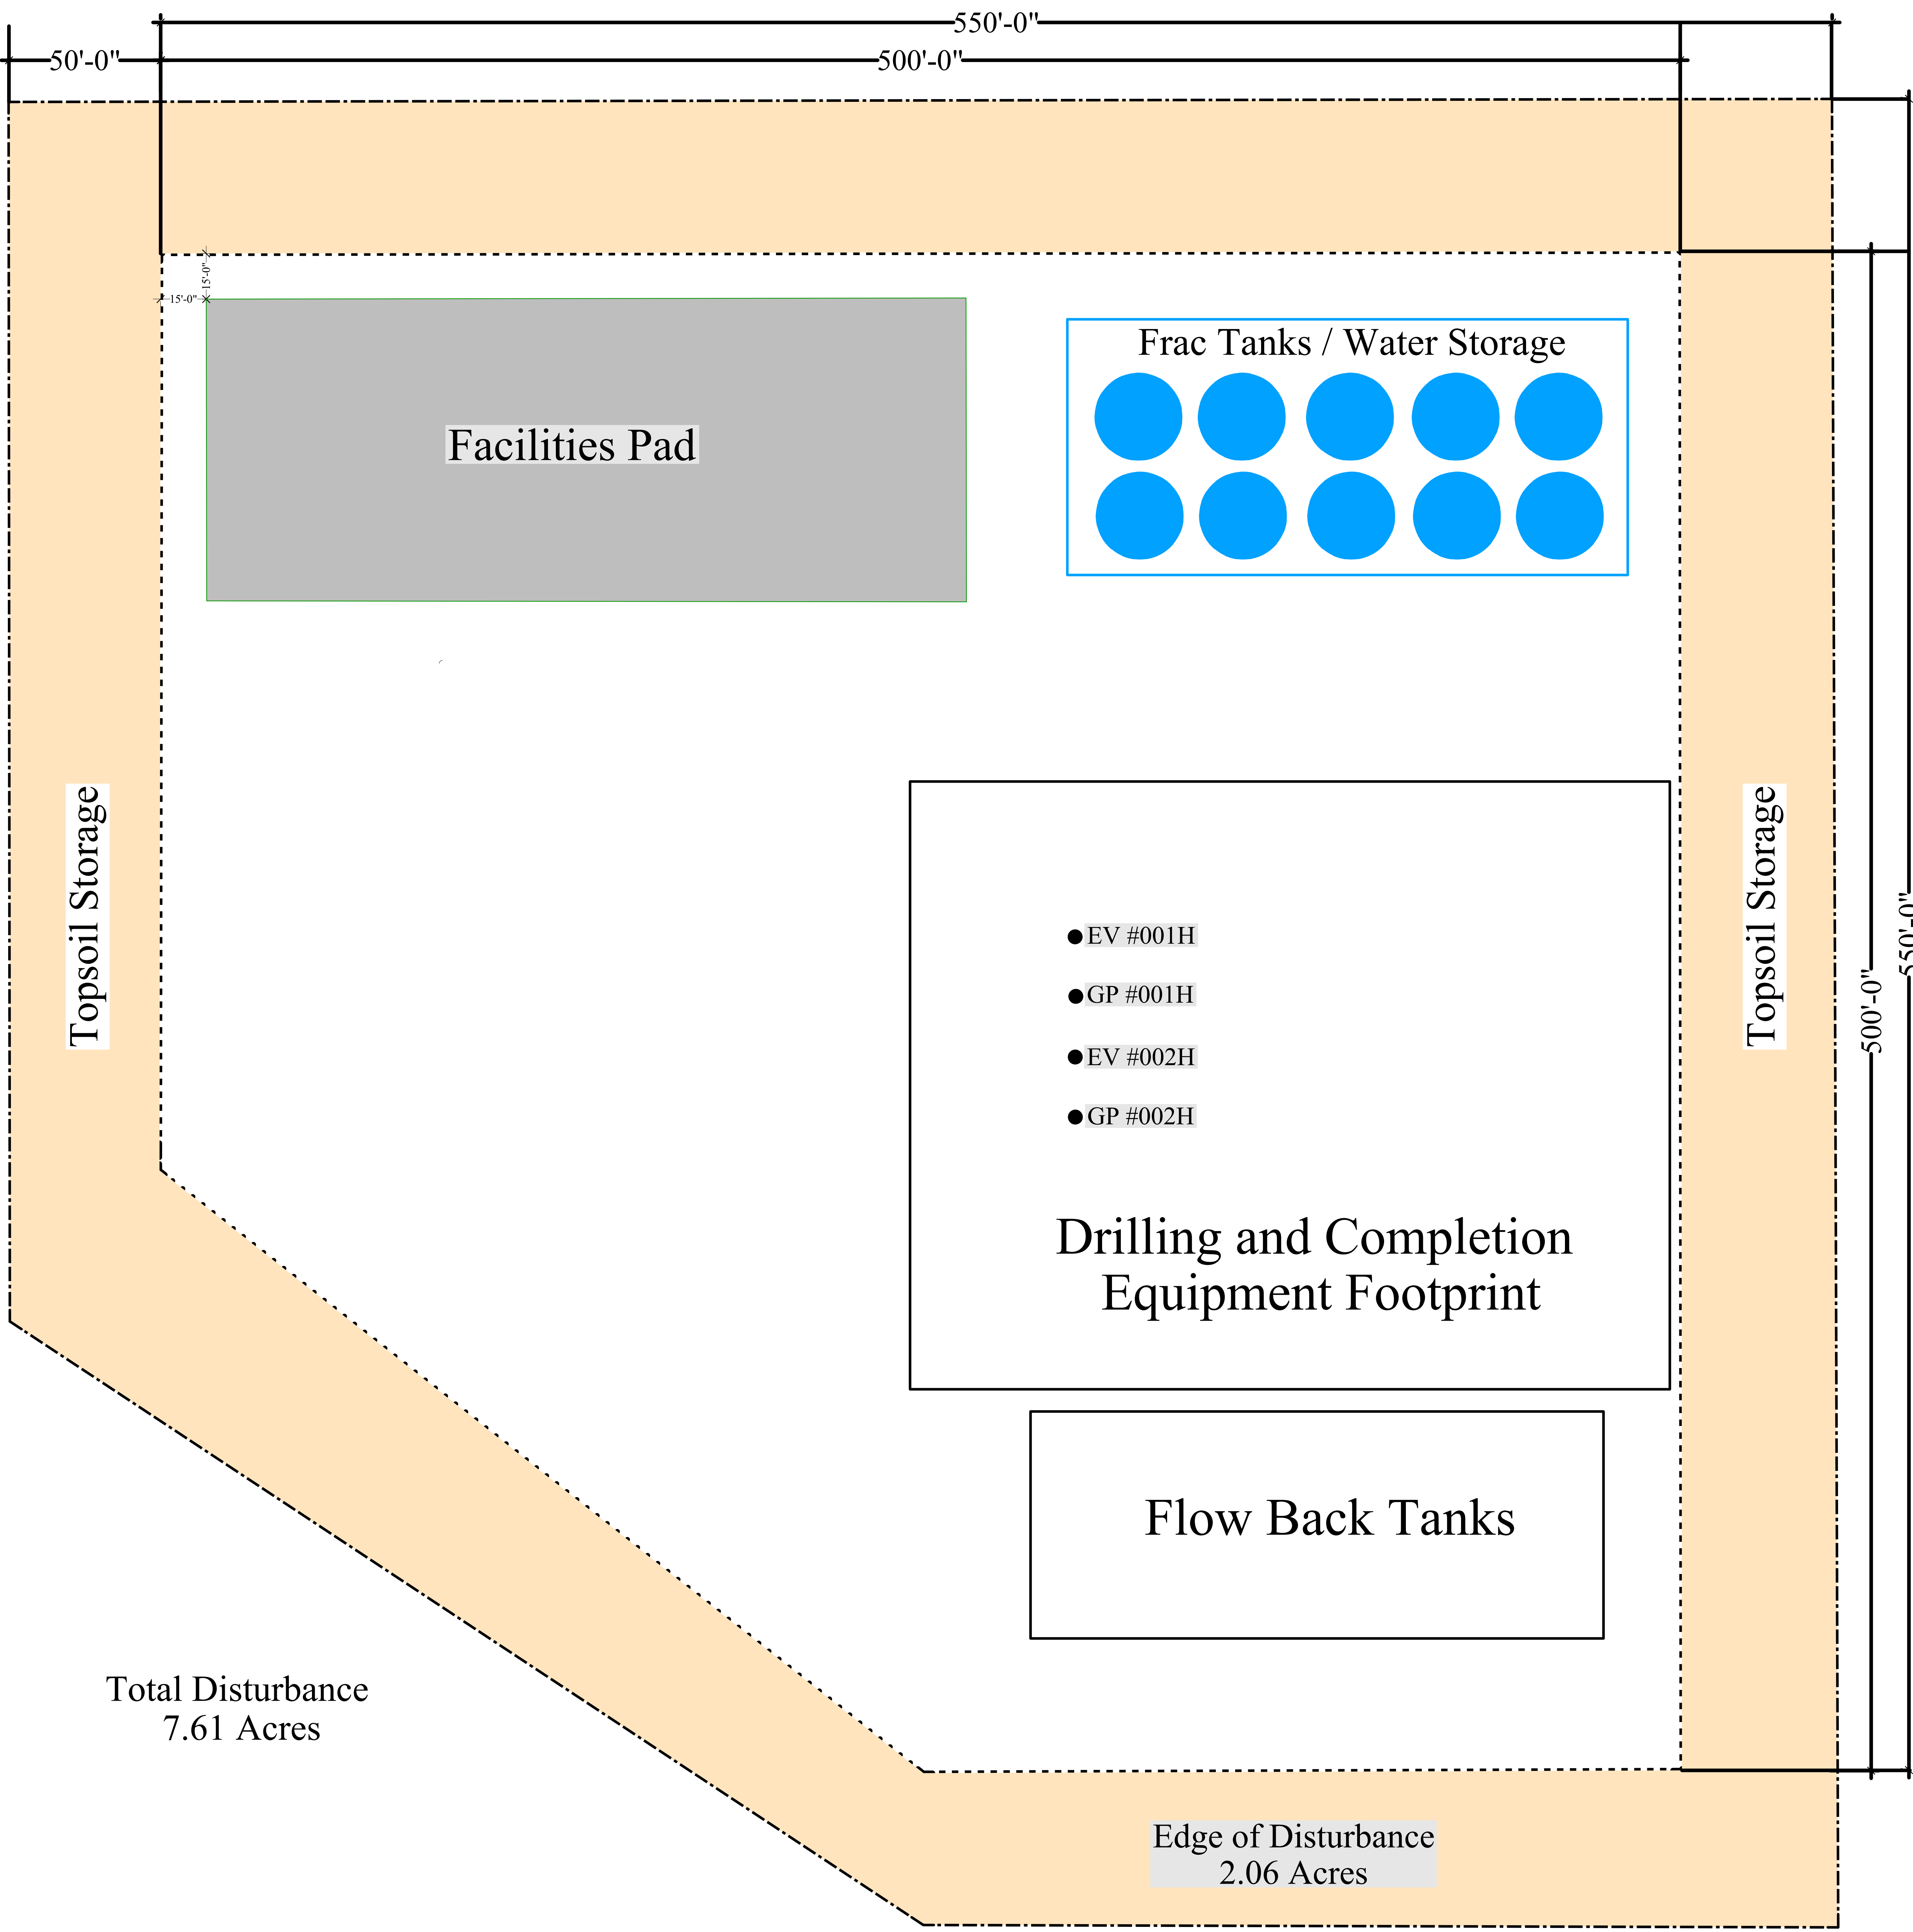 550'-0"
50'-0"
500'-0"
15'-0"
15'-0"
Frac Tanks / Water Storage
Facilities Pad
Topsoil Storage
Topsoil Storage
550'-0"
500'-0"
EV #001H
GP #001H
EV #002H
GP #002H
Drilling and Completion
Equipment Footprint
Flow Back Tanks
Total Disturbance
7.61 Acres
Edge of Disturbance
2.06 Acres